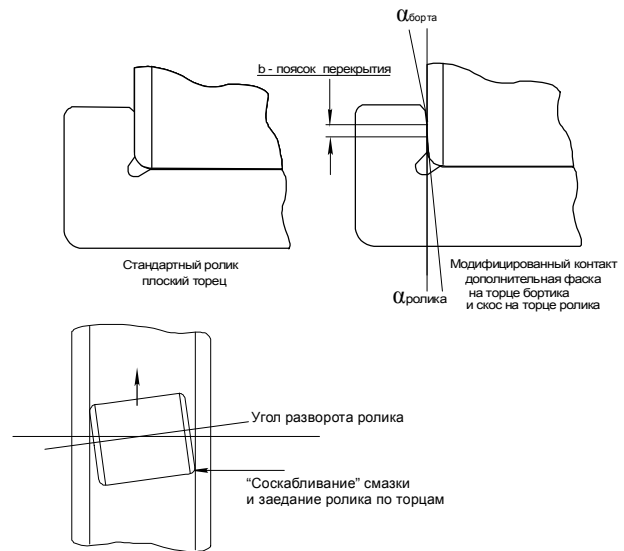 αборта
b - поясок перекрытия
Стандартный ролик
плоский торец
Модифицированный контакт
дополнительная фаска
на торце бортика
и скос на торце ролика
αролика
Угол разворота ролика
“Соскабливание” смазки
и заедание ролика по торцам